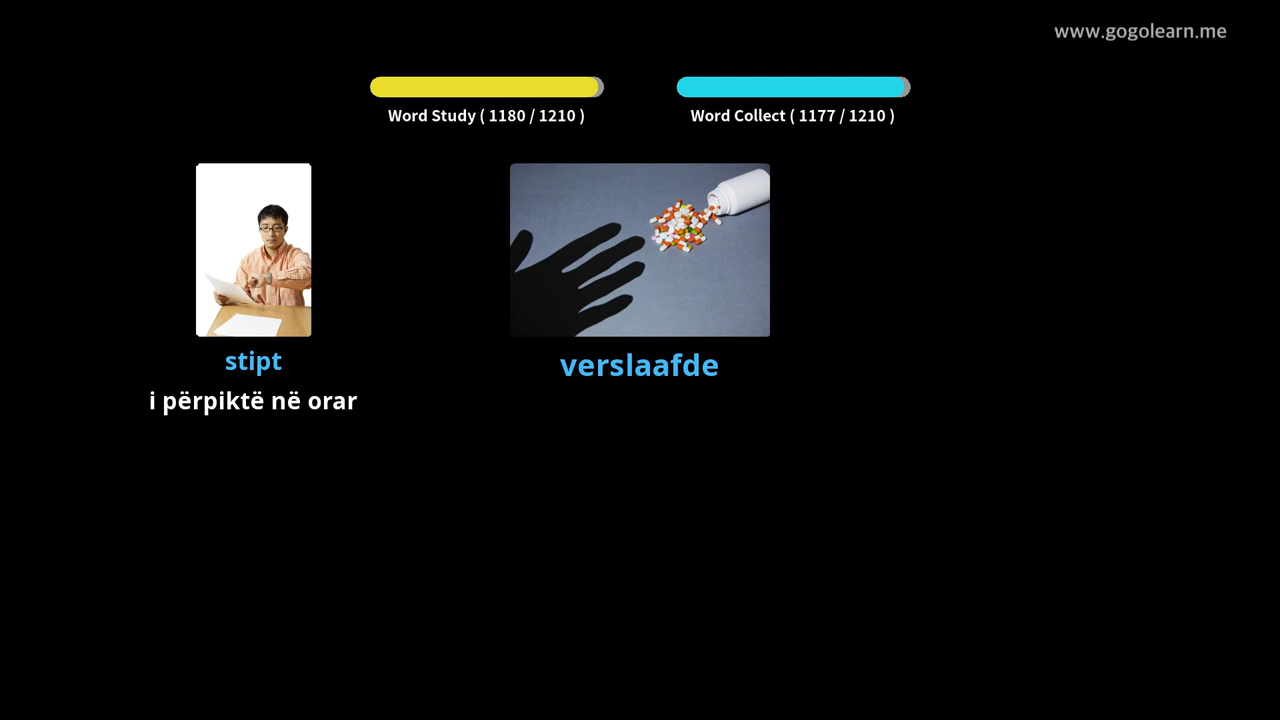 www.gogolearn.me
Word Study ( 1180 / 1210 )
Word Collect ( 1177 / 1210 )
stipt
verslaafde
i përpiktë në orar